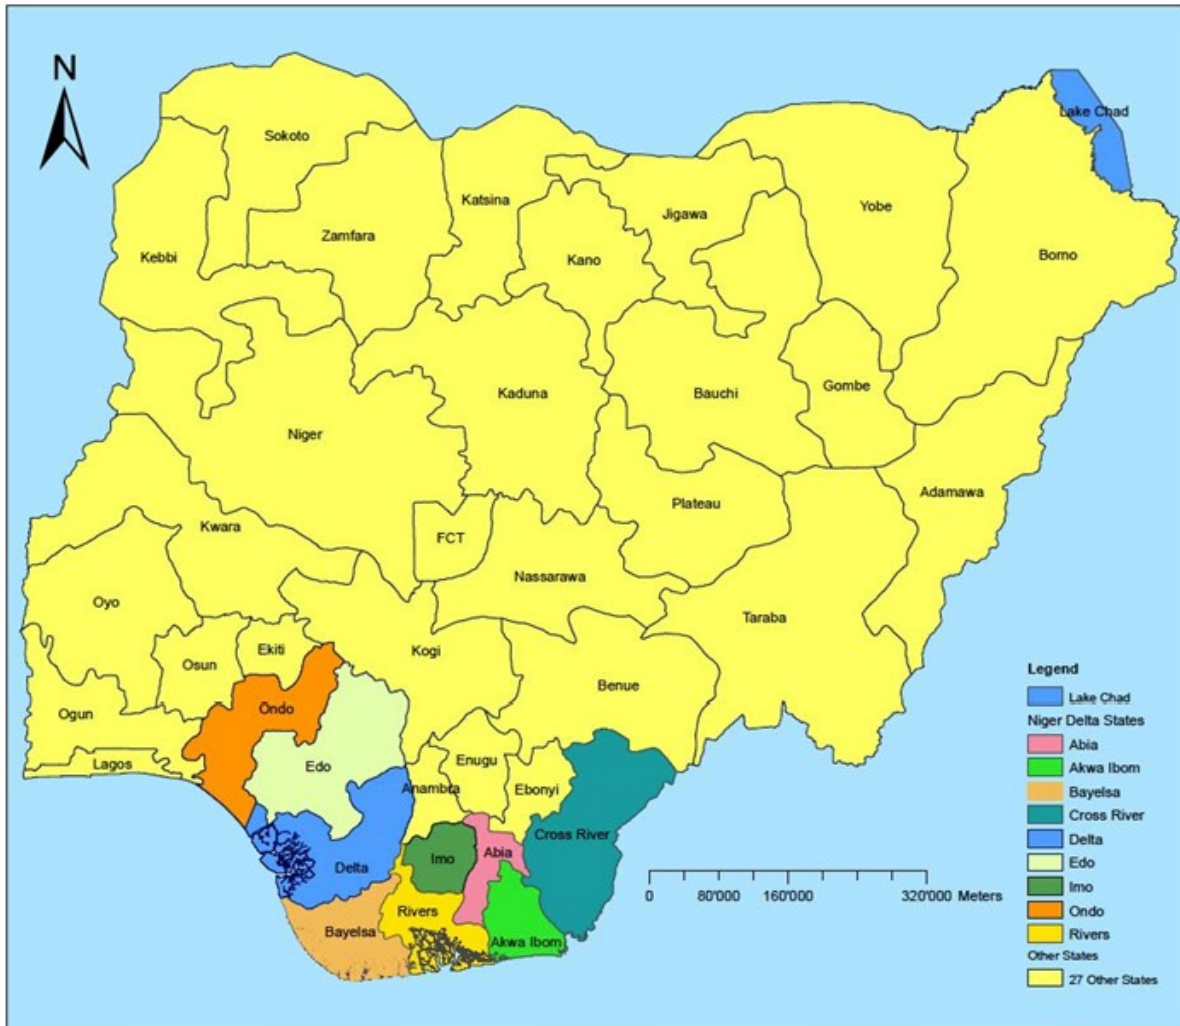 N
Lake Chad
Sokoto
Katsina
Jigawa
Yobe
Zamfara
Kano
Borno
Kebbi
Kaduna
Bauchi
Gombe
Niger
Adamawa
Plateau
Kwara
FCT
Nassarawa
Oyo
Taraba
Osun
Ekiti
Kogi
Benue
Ogun
Ondo
Lagos
Edo
Enugu
Anambra
Ebonyi
Cross River
Imo
Abia
Delta
Rivers
Bayelsa
Akwa Ibom
Legend
Lake Chad
Niger Delta States
Abia
Akwa Ibom
Bayelsa
Cross River
Delta
Edo
Imo
Ondo
Rivers
Other States
27 Other States
0 80'000 160'000 320'000 Meters